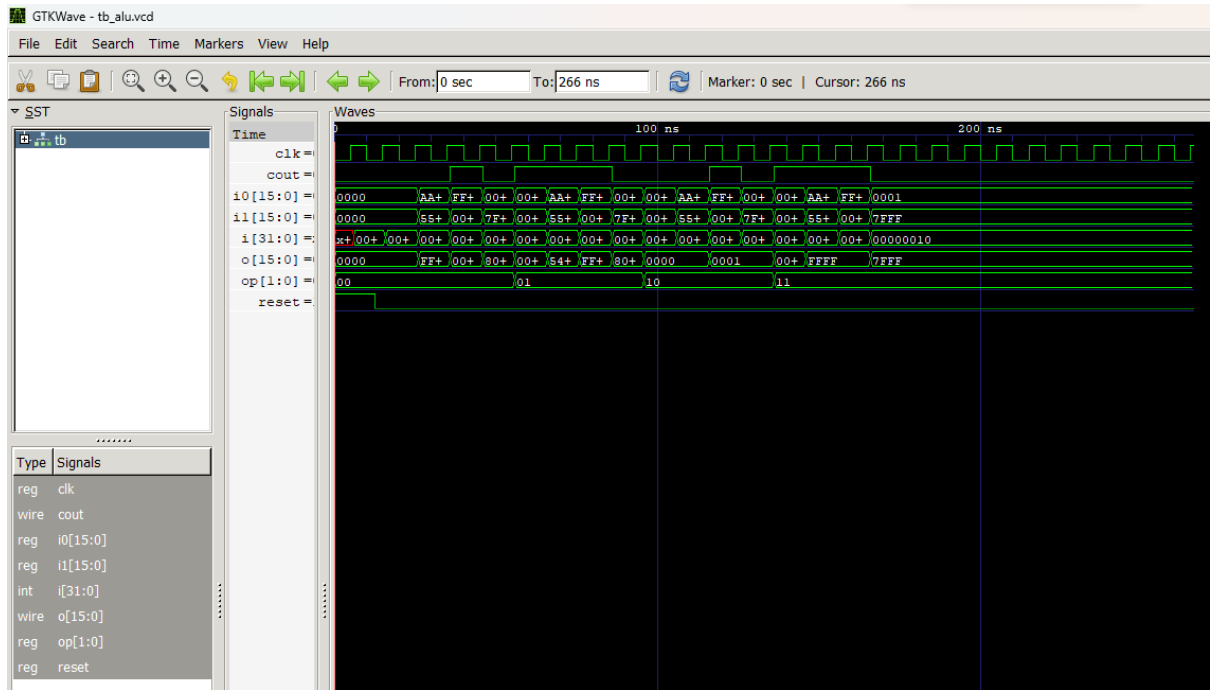 GTKWave - tb_alu.vcd
File Edit Search Time Markers View Help
From: 0 sec To: 266 ns Marker: 0 sec | Cursor: 266 ns
SST
tb
Signals
Waves
Time
100 ns 200 ns
clk=
cout=
i0[15:0] = 0000 AA+ FF+ 00+ 00+ AA+ FF+ 00+ 00+ AA+ FF+ 00+ 00+ AA+ FF+ 0001
i1[15:0] = 0000 55+ 00+ 7F+ 00+ 55+ 00+ 7F+ 00+ 55+ 00+ 7F+ 00+ 55+ 00+ 7FFF
i[31:0] = x+ 00+ 00+ 00+ 00+ 00+ 00+ 00+ 00+ 00+ 00+ 00+ 00+ 00+ 00+ 00+ 00000010
o[15:0] = 0000 FF+ 00+ 80+ 00+ 54+ FF+ 80+ 0000 0001 00+ FFFF 7FFF
op[1:0] = 00 01 10 11
reset=
Type Signals
reg clk
wire cout
reg i0[15:0]
reg i1[15:0]
int i[31:0]
wire o[15:0]
reg op[1:0]
reg reset